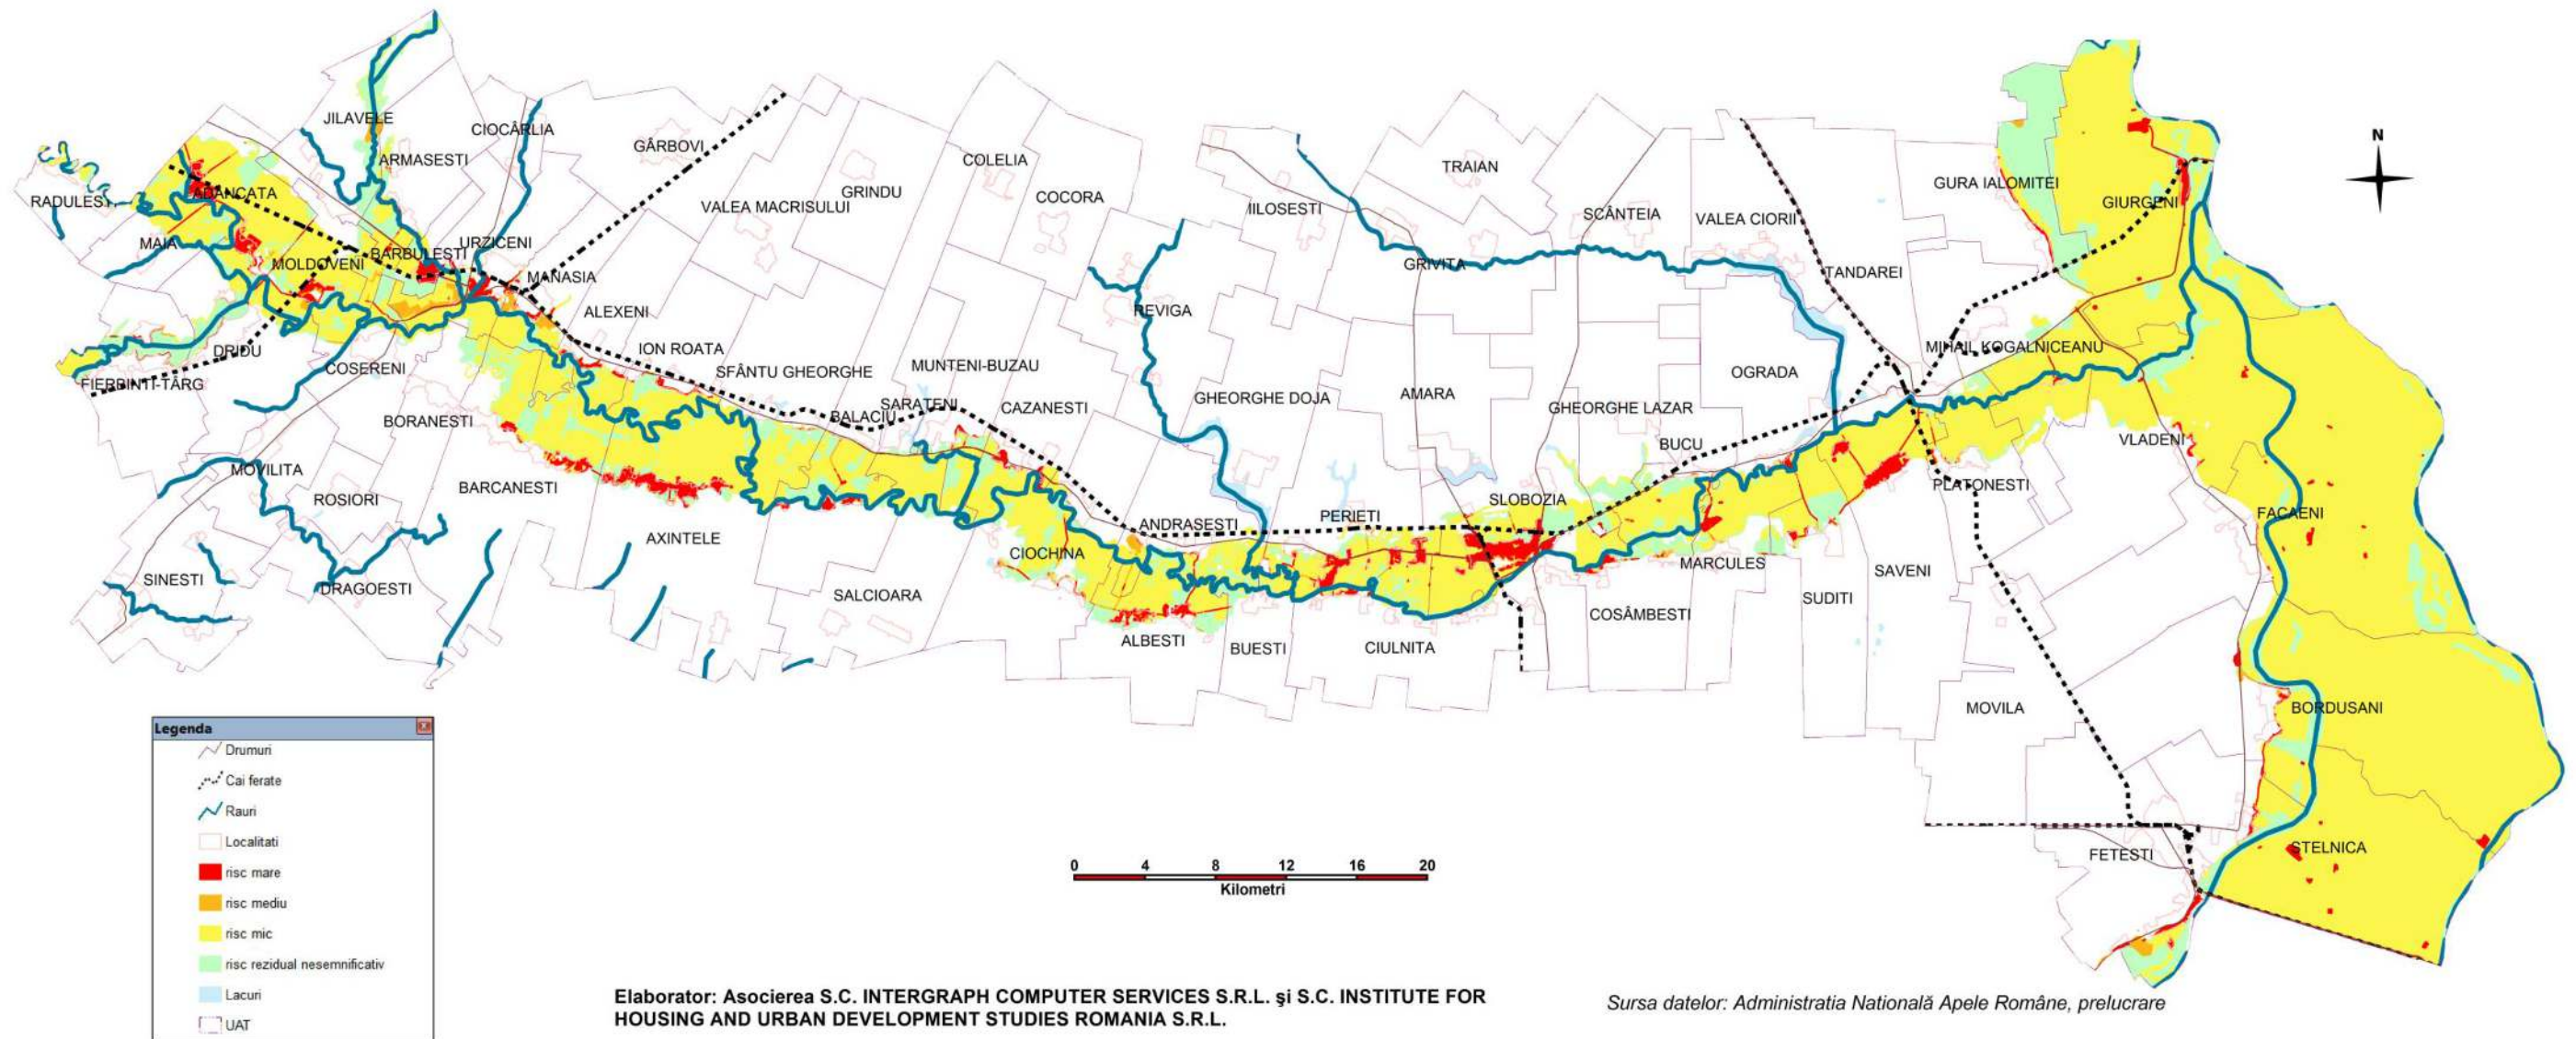 JILAVELE
CIOCÂRLIA
ARMASESTI
GÂRBOVI
COLELIA
GRINDU
COCORA
VALEA MACRISULUI
IILOSESTI
TRAIAN
SCÂNTEIA
VALEA CIORII
GURA IALOMITEI
GIURGENI
N
RADULESTI
ADANCATA
MAIA
MOLDOVENI
BARBULESTI
URZICENI
MANASIA
ALEXENI
GRIVITA
TANDAREI
REVIGA
DRIDU
FIERBINTI-TÂRG
COSERENI
ION ROATA
SFÂNTU GHEORGHE
MUNTENI-BUZAU
MIHAIL KOGALNICEANU
OGRADA
BORANESTI
BALACIU
SARATENI
CAZANESTI
GHEORGHE DOJA
AMARA
GHEORGHE LAZAR
BUCU
VLADENI
MOVILITA
ROSIORI
BARCANESTI
SLOBOZIA
PLATONESTI
FACAENI
AXINTELE
ANDRASESTI
PERIETI
CIOCHINA
MARCULES
SAVENI
SINESTI
DRAGOESTI
SALCIOARA
SUDITI
COSÂMBESTI
ALBESTI
BUESTI
CIULNITA
MOVILA
BORDUSANI
FETESTI
STELNICA
Legenda
Drumuri
Cai ferate
Rauri
Localitati
risc mare
risc mediu
risc mic
risc rezidual nesemnificativ
Lacuri
UAT
0 4 8 12 16 20
Kilometri
Elaborator: Asocierea S.C. INTERGRAPH COMPUTER SERVICES S.R.L. şi S.C. INSTITUTE FOR
HOUSING AND URBAN DEVELOPMENT STUDIES ROMANIA S.R.L.
Sursa datelor: Administratia Natională Apele Române, prelucrare